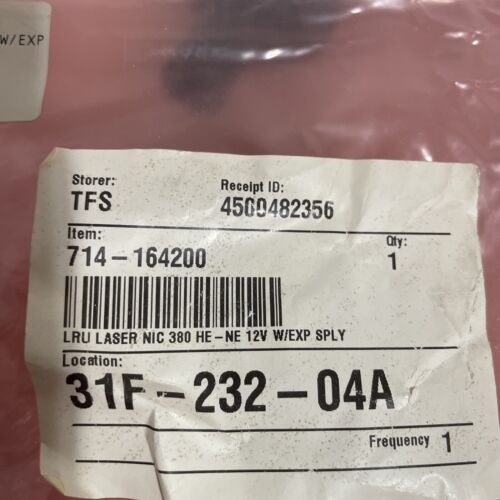 W/EXP
Storer:
TFS
Receipt ID:
4500482356
Item:
714-164200
Qty:
1
LRU LASER NIC 380 HE-NE 12V W/EXP SPLY
Location:
31F-232-04A
Frequency 1